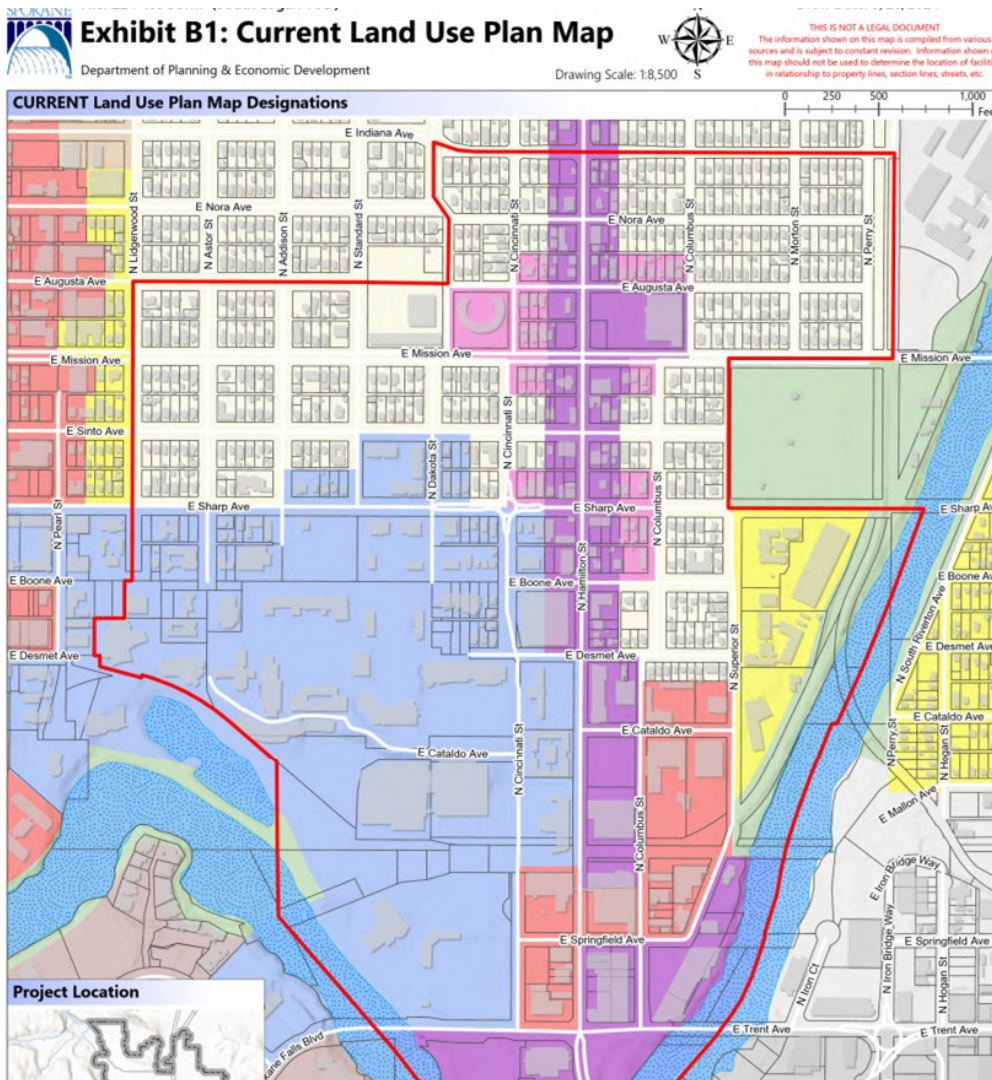 SPOKANE
Exhibit B1: Current Land Use Plan Map
Department of Planning & Economic Development
Drawing Scale: 1:8,500
W
E
S
THIS IS NOT A LEGAL DOCUMENT
The information shown on this map is compiled from various
sources and is subject to constant revision. Information shown
this map should not be used to determine the location of facilit
in relationship to property lines, section lines, streets, etc.
CURRENT Land Use Plan Map Designations
0 250 500 1,000
Fee
E Indiana Ave
E Nora Ave
E Nora Ave
N Lidgerwood St
N Astor St
N Addison St
N Standard St
N Cincinnati St
N Columbus St
N Morton St
N Perry St
E Augusta Ave
E Augusta Ave
E Mission Ave
E Mission Ave
E Mission Ave
E Sinto Ave
N Cincinnati St
N Dakota St
N Columbus St
N Pearl St
E Sharp Ave
E Sharp Ave
E Sharp Av
N Hamilton St
E Boone Ave
E Boone Ave
E Boone Av
N South Riverton Ave
E Desmet Ave
E Desmet Ave
E Desmet Ave
N Superior St
E Cataldo Ave
E Cataldo Ave
E Cataldo Ave
N Cincinnati St
N Perry St
N Hogan St
N Columbus St
E Mallon Ave
E Iron Bridge Way
N Iron Bridge Way
E Springfield Ave
E Springfield Ave
N Iron Ct
N Hogan St
Project Location
E Trent Ave
E Trent Ave
kane Falls Blvd